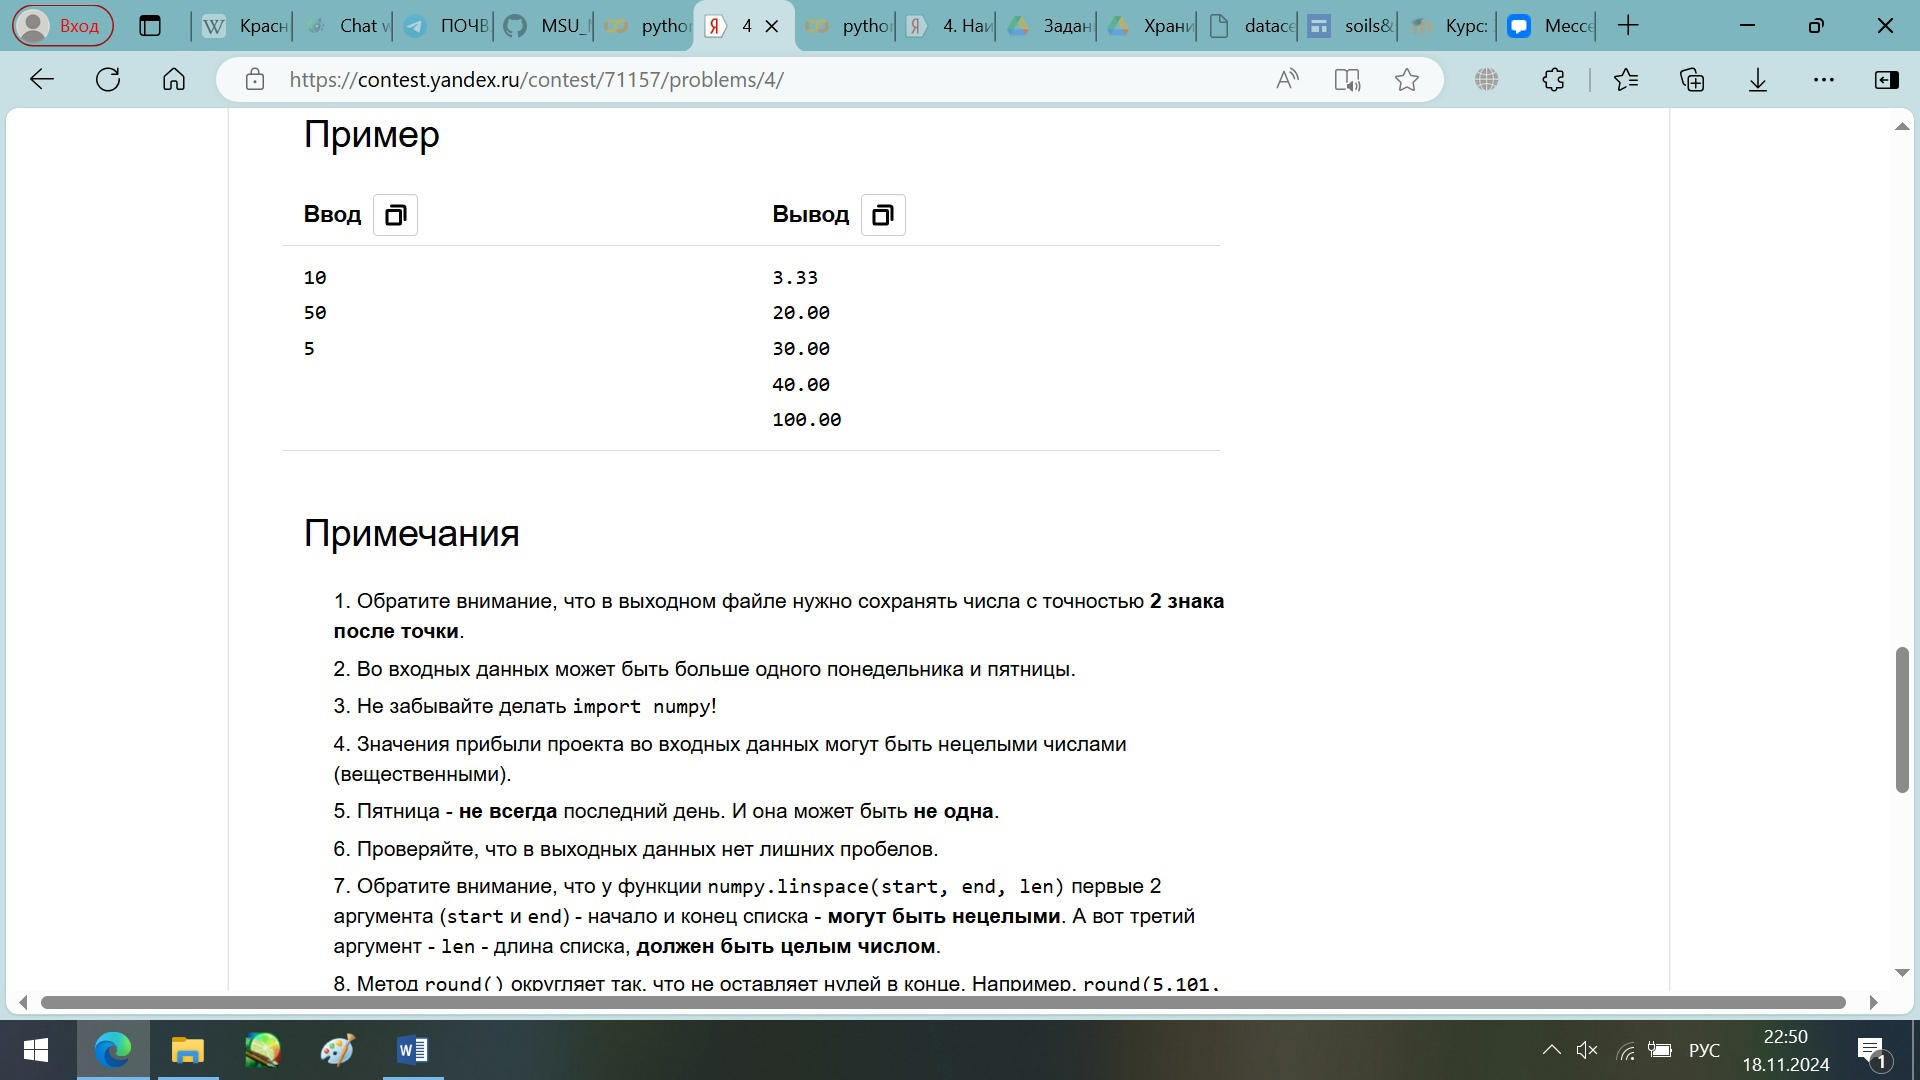 Вход
Красн
Chat w
ПОЧВ
MSU_
pytho
4
pytho
4. Наи
Задан
Храни
datace
soils&
Курс:
Мессе
https://contest.yandex.ru/contest/71157/problems/4/
Пример
Ввод Вывод
10 3.33
50 20.00
5 30.00
40.00
100.00
Примечания
1. Обратите внимание, что в выходном файле нужно сохранять числа с точностью 2 знака
после точки.
2. Во входных данных может быть больше одного понедельника и пятницы.
3. Не забывайте делать import numpy!
4. Значения прибыли проекта во входных данных могут быть нецелыми числами
(вещественными).
5. Пятница - не всегда последний день. И она может быть не одна.
6. Проверяйте, что в выходных данных нет лишних пробелов.
7. Обратите внимание, что у функции numpy.linspace(start, end, len) первые 2
аргумента (start и end) - начало и конец списка - могут быть нецелыми. А вот третий
аргумент - len - длина списка, должен быть целым числом.
8. Метод round() округляет так, что не оставляет нулей в конце. Например, round(5.101,
РУС
22:50
18.11.2024
1